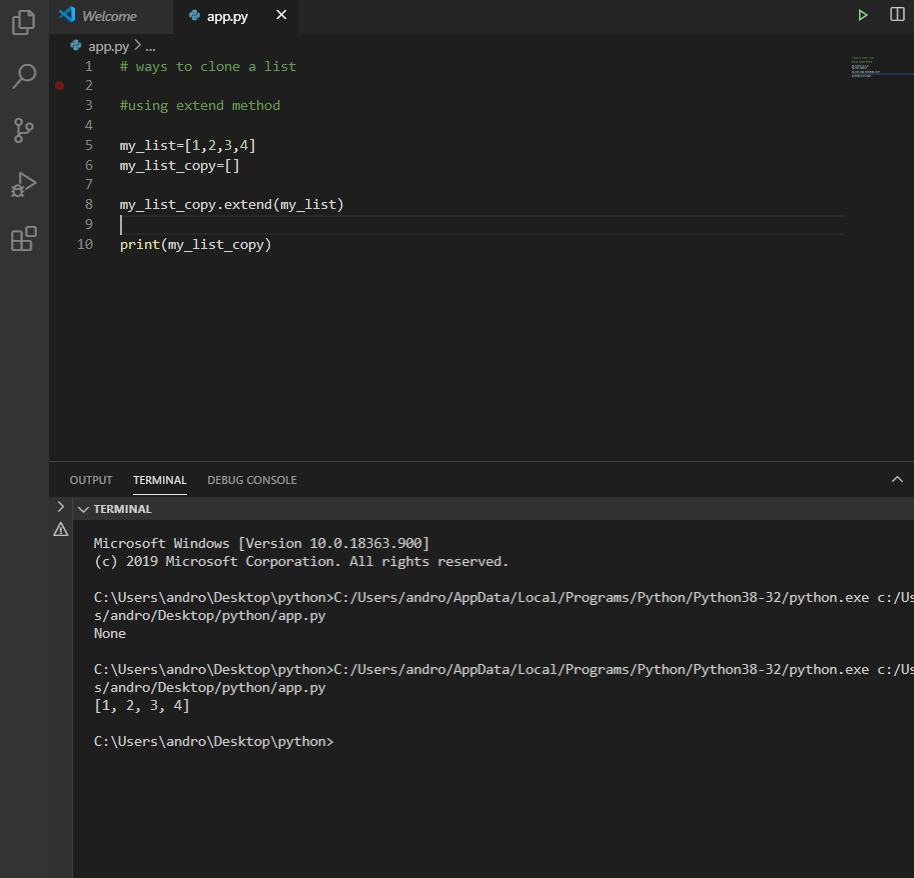 Welcome
app.py
app.py > ...
1 # ways to clone a list
2
3 #using extend method
4
5 my_list=[1,2,3,4]
6 my_list_copy=[]
7
8 my_list_copy.extend(my_list)
9
10 print(my_list_copy)
OUTPUT TERMINAL DEBUG CONSOLE
TERMINAL
Microsoft Windows [Version 10.0.18363.900]
(c) 2019 Microsoft Corporation. All rights reserved.
C:\Users\andro\Desktop\python>C:/Users/andro/AppData/Local/Programs/Python/Python38-32/python.exe c:/Us
s/andro/Desktop/python/app.py
None
C:\Users\andro\Desktop\python>C:/Users/andro/AppData/Local/Programs/Python/Python38-32/python.exe c:/Us
s/andro/Desktop/python/app.py
[1, 2, 3, 4]
C:\Users\andro\Desktop\python>